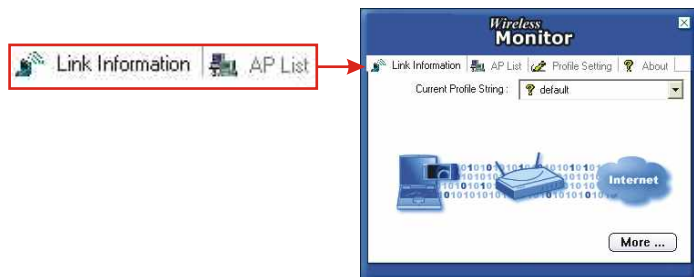 Link Information AP List
Wireless
Monitor
Link Information AP List Profile Setting ? About
Current Profile String : ? default
Internet
More ...